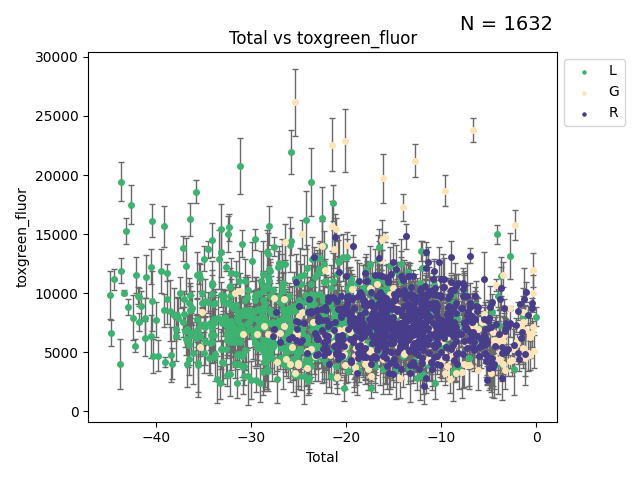 N = 1632
Total vs toxgreen_fluor
30000
25000
20000
15000
10000
5000
0
toxgreen_fluor
−40
−30
−20
−10
0
Total
L
G
R